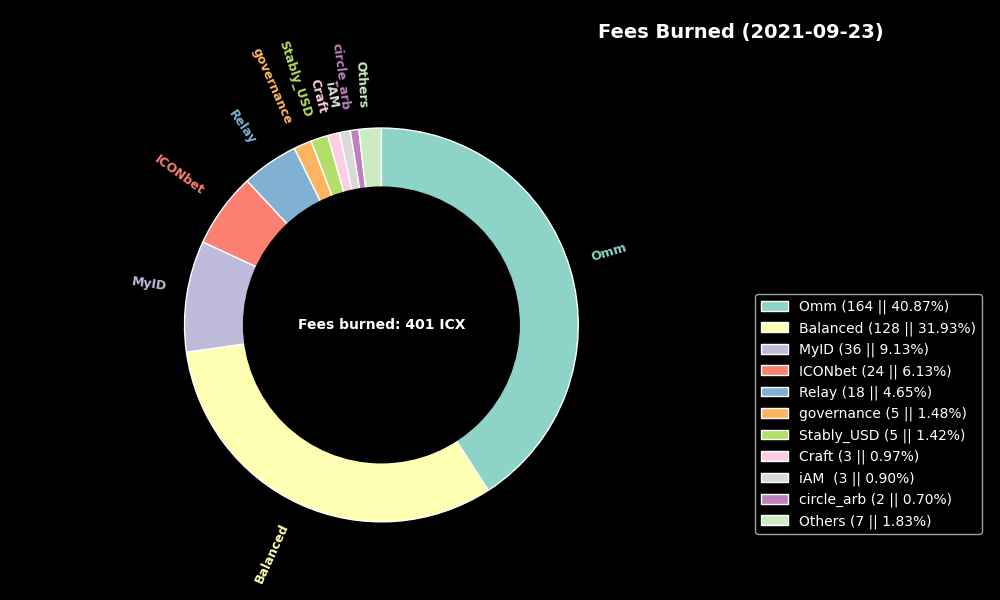 Fees Burned (2021-09-23)
circle_arb
Stably_USD
governance
Others
Craft
iAM
Relay
ICONbet
Omm
MyID
Fees burned: 401 ICX
Balanced
Omm (164 || 40.87%)
Balanced (128 || 31.93%)
MyID (36 || 9.13%)
ICONbet (24 || 6.13%)
Relay (18 || 4.65%)
governance (5 || 1.48%)
Stably_USD (5 || 1.42%)
Craft (3 || 0.97%)
iAM  (3 || 0.90%)
circle_arb (2 || 0.70%)
Others (7 || 1.83%)